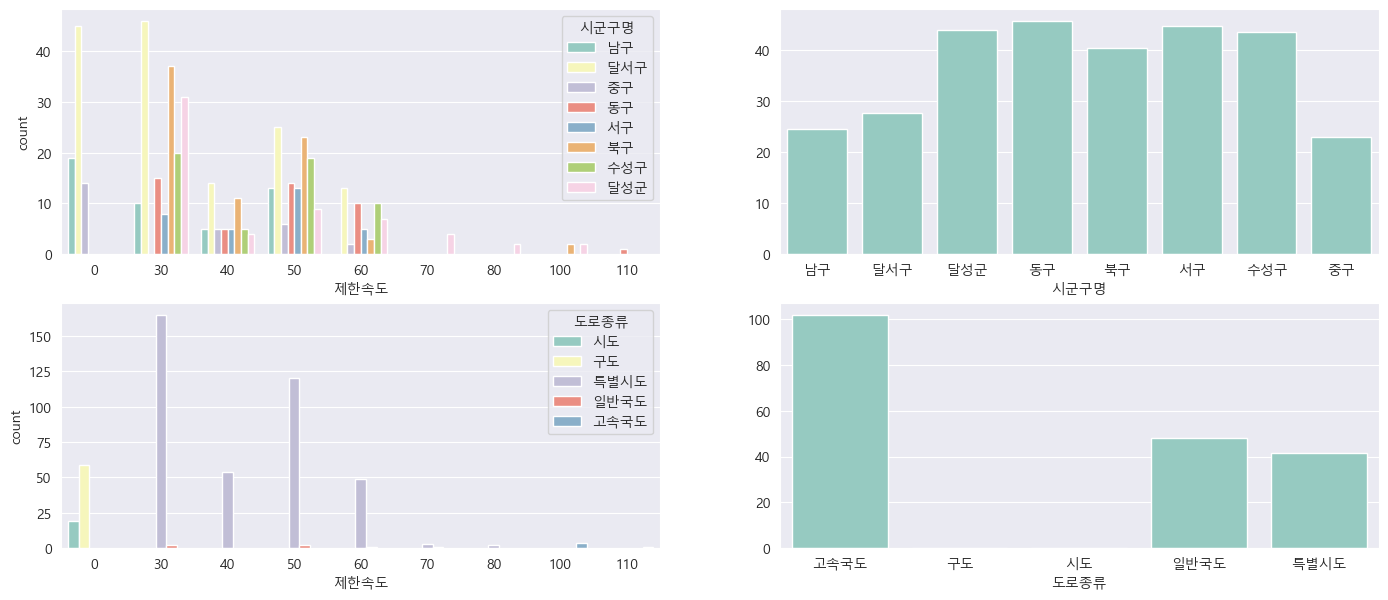 시군구명
남구
달서구
중구
동구
서구
북구
수성구
달성군
count
40
30
20
10
0
0 30 40 50 60 70 80 100 110
제한속도
40
30
20
10
0
남구 달서구 달성군 동구 북구 서구 수성구 중구
시군구명
도로종류
시도
구도
특별시도
일반국도
고속국도
count
150
125
100
75
50
25
0
0 30 40 50 60 70 80 100 110
제한속도
100
80
60
40
20
0
고속국도 구도 시도 일반국도 특별시도
도로종류